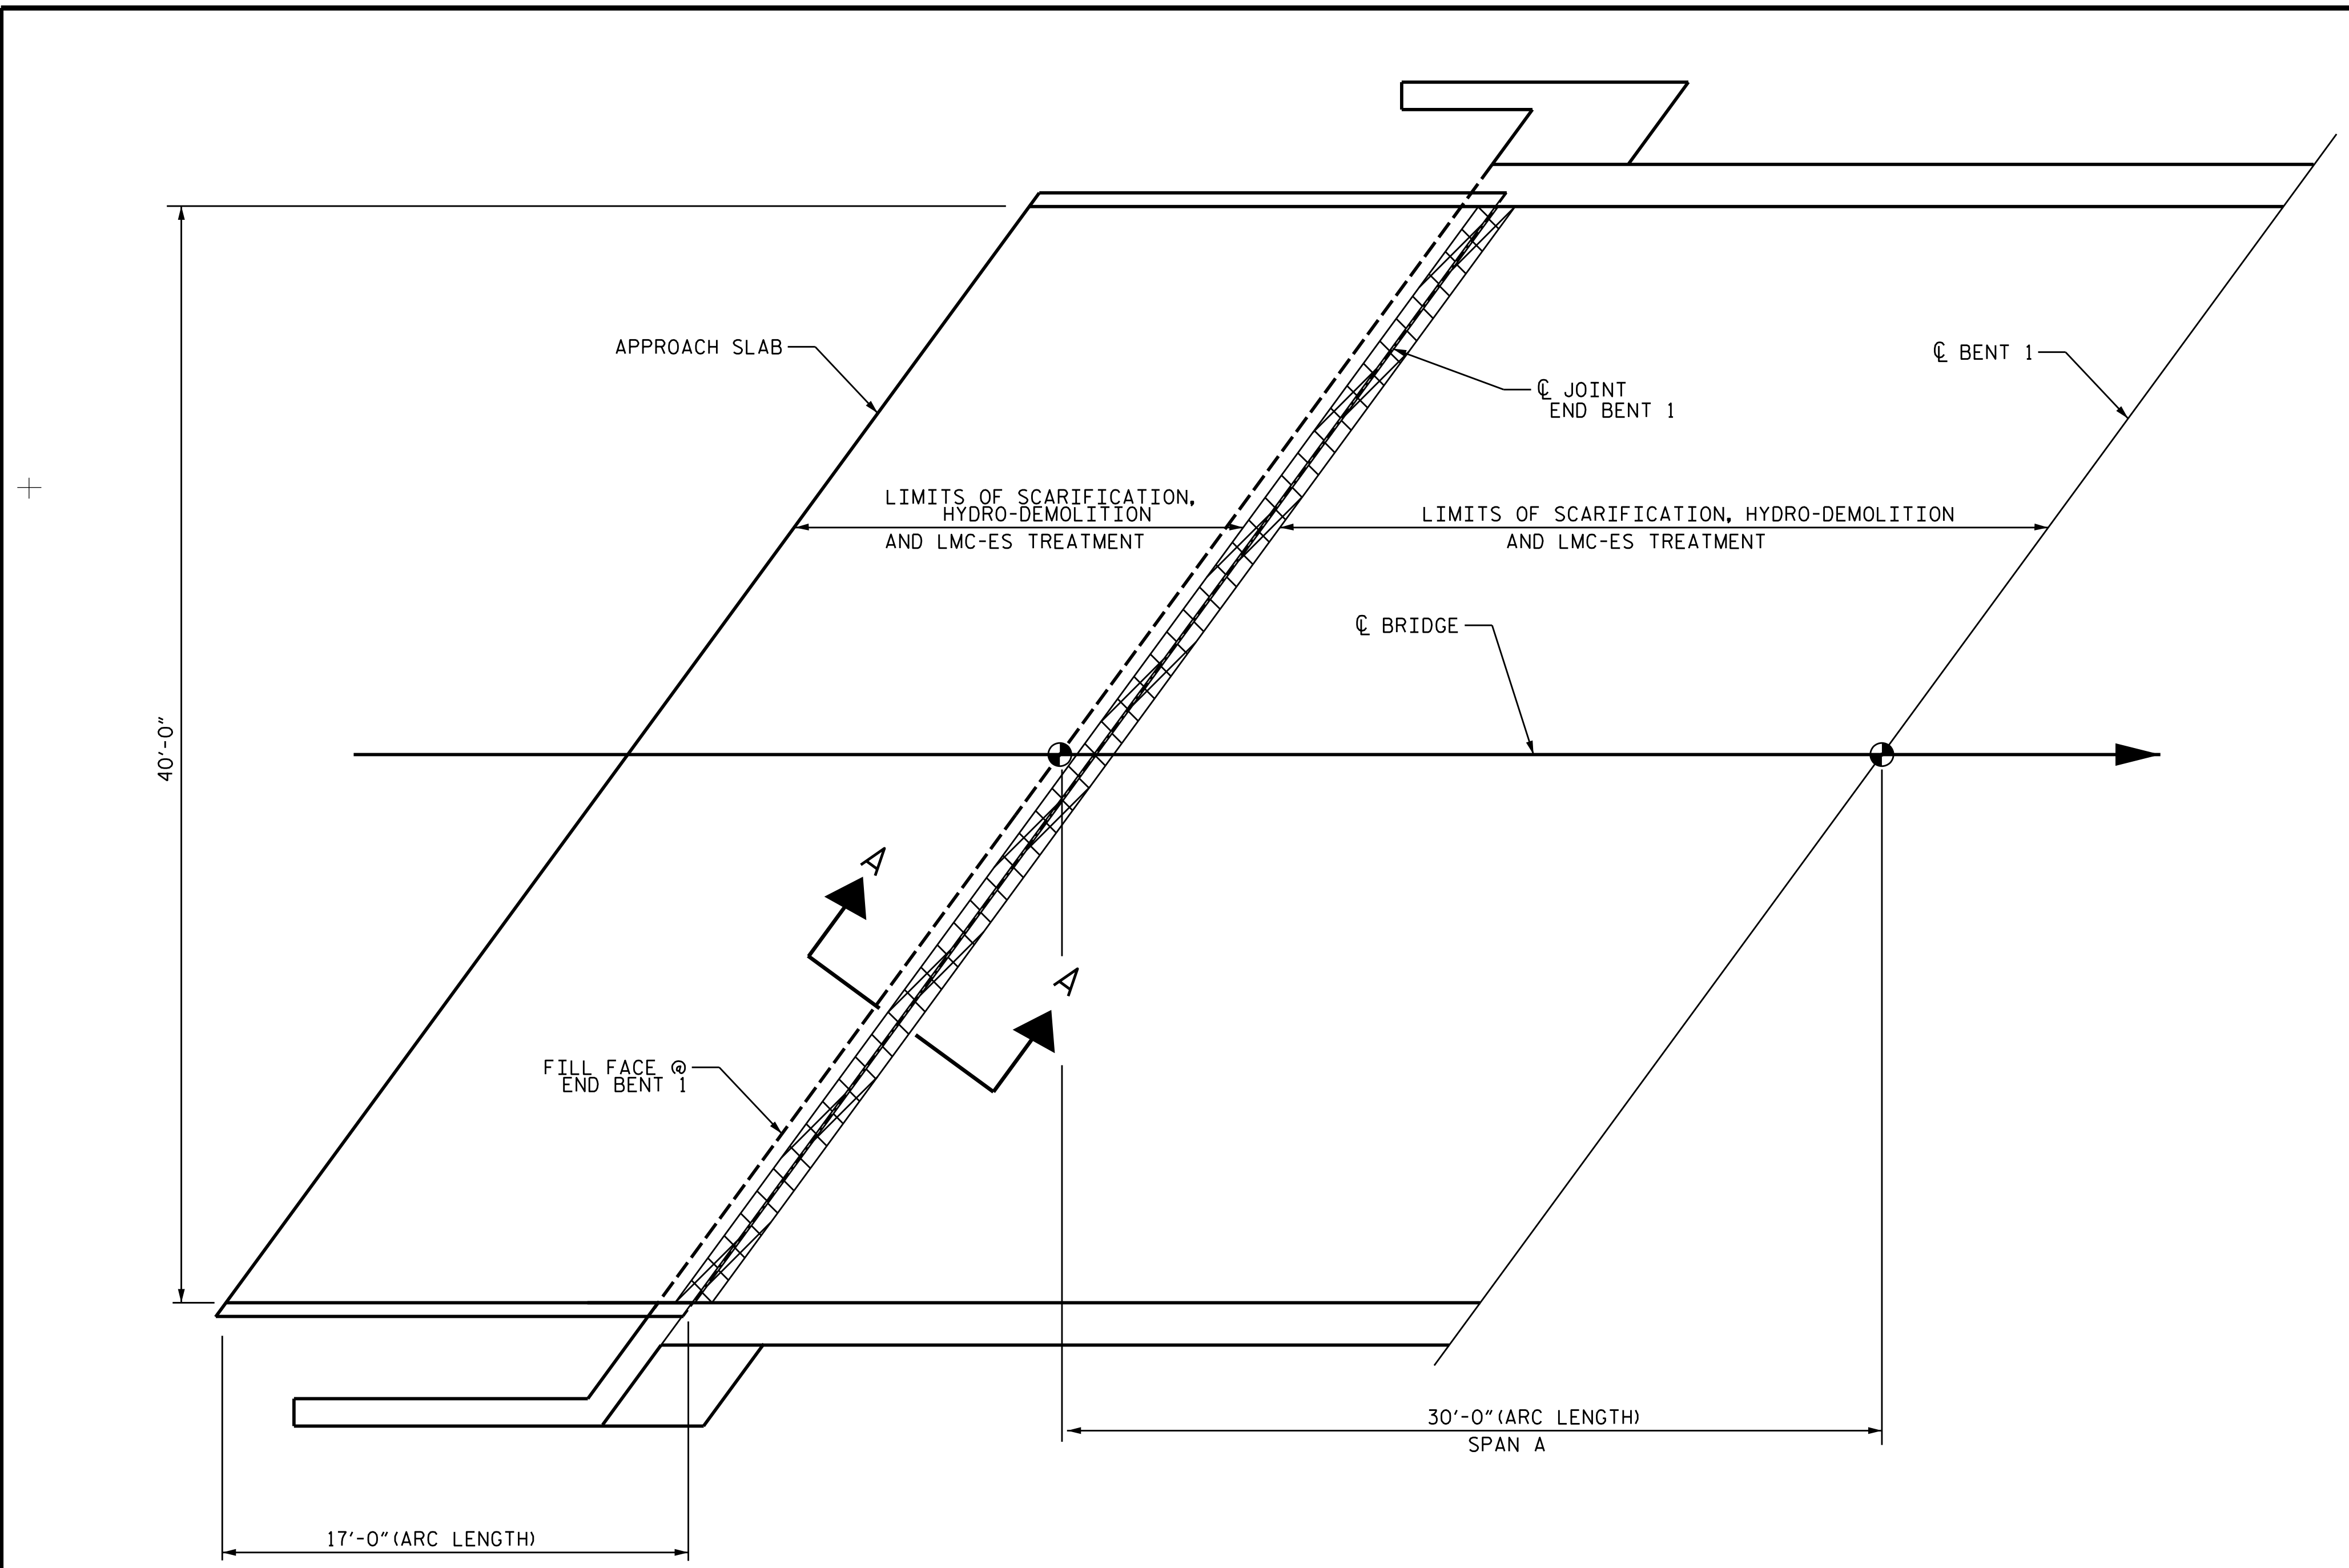 APPROACH SLAB
℄ BENT 1
℄ JOINT
END BENT 1
LIMITS OF SCARIFICATION,
HYDRO-DEMOLITION
AND LMC-ES TREATMENT
LIMITS OF SCARIFICATION, HYDRO-DEMOLITION
AND LMC-ES TREATMENT
℄ BRIDGE
40'-0"
A
A
FILL FACE @
END BENT 1
30'-0"(ARC LENGTH)
SPAN A
17'-0"(ARC LENGTH)